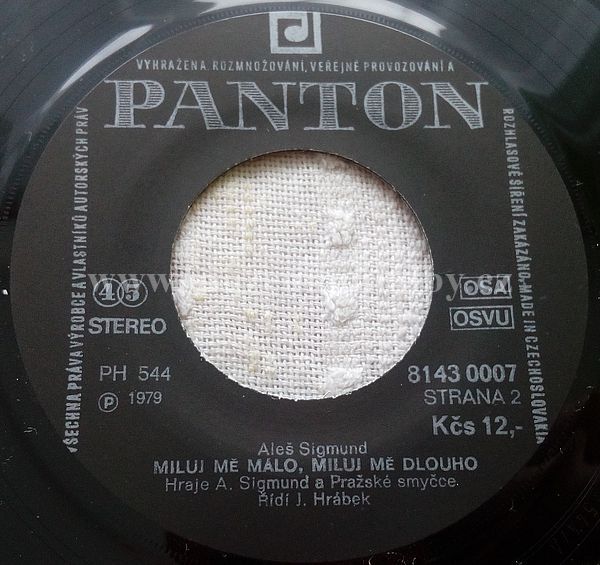 VYHRAŽENA. ROZMNOŽOVÁNÍ, VEŘEJNÉ PROVOZOVÁNÍ A
PANTON
VŠECHNA PRÁVA VÝROBCE A VLASTNÍKŮ AUTORSKÝCH PRÁV
ROZHLASOVÉ ŠÍŘENÍ ZAKÁZÁNO. MADE IN CZECHOSLOVAKIA
45
STEREO
OSA
OSVU
PH 544
8143 0007
Ⓟ 1979
STRANA 2
Kčs 12,-
Aleš Sigmund
MILUJ MĚ MÁLO, MILUJ MĚ DLOUHO
Hraje A. Sigmund a Pražské smyčce.
Řídí J. Hrábek